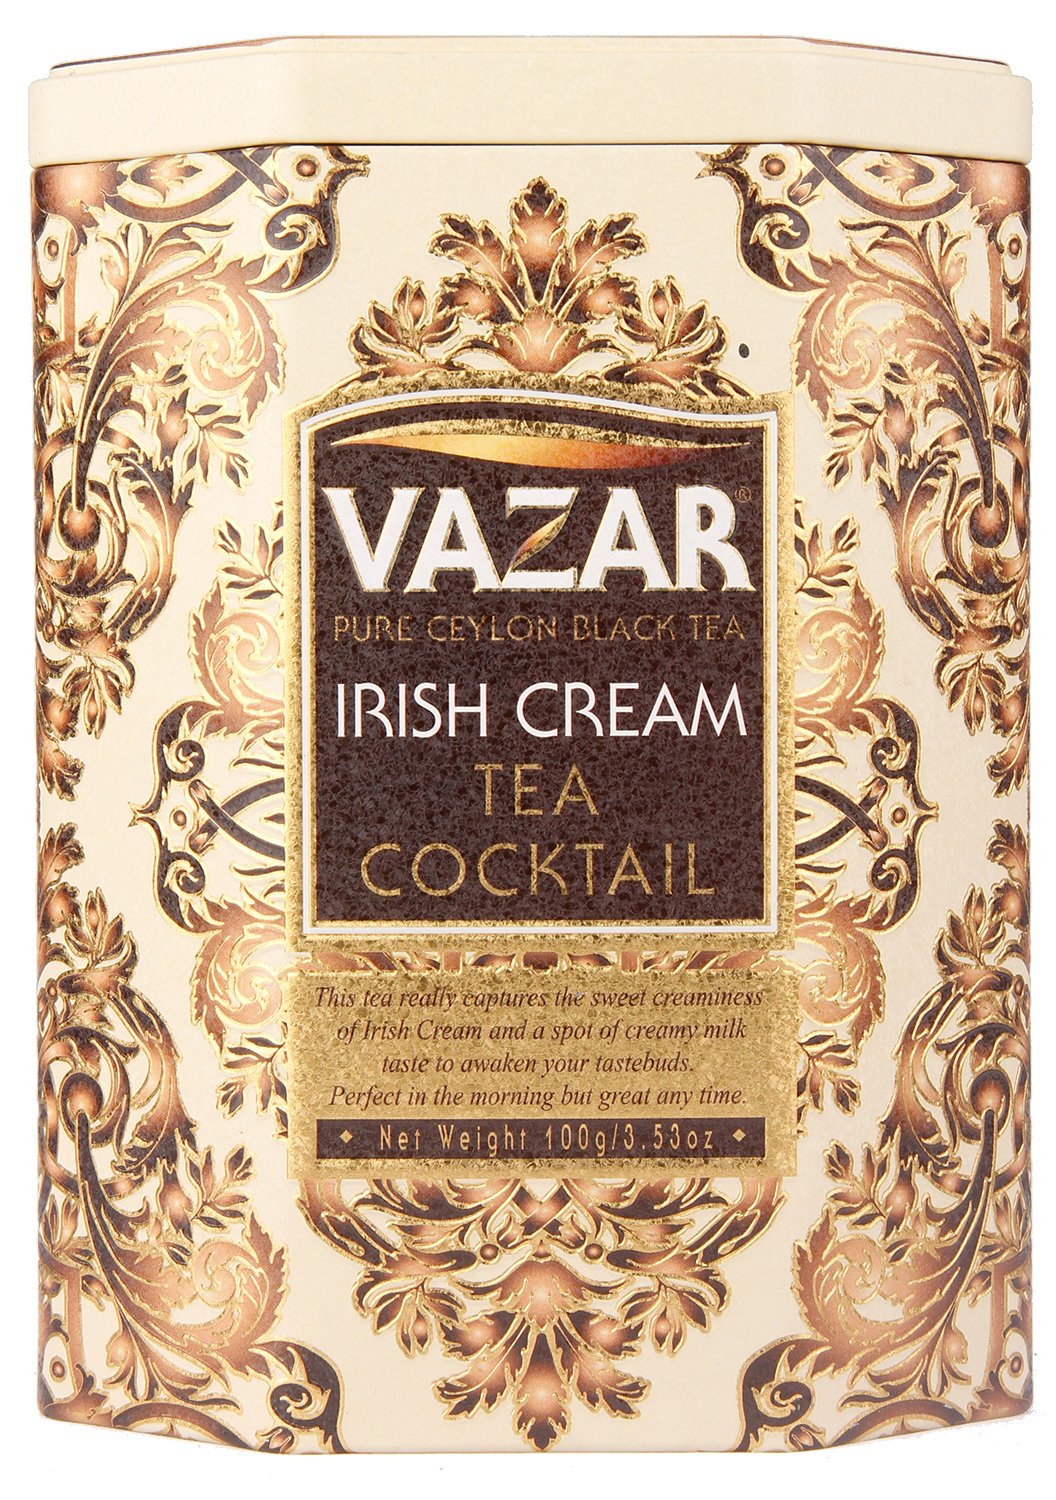 VAZAR®
PURE CEYLON BLACK TEA
IRISH CREAM
TEA
COCKTAIL
This tea really captures the sweet creaminess
of Irish Cream and a spot of creamy milk
taste to awaken your tastebuds.
Perfect in the morning but great any time.
Net Weight 100g/3.53oz